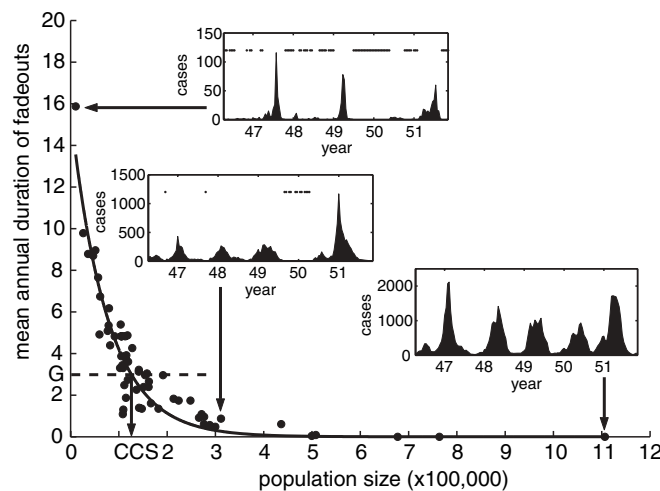 mean annual duration of fadeouts
20
18
16
14
12
10
8
6
4
G
2
0
0 CCS 2 3 4 5 6 7 8 9 10 11 12
population size (x100,000)
cases
150
100
50
0
47 48 49 50 51
year
cases
1500
1000
500
0
47 48 49 50 51
year
cases
2000
1000
0
47 48 49 50 51
year